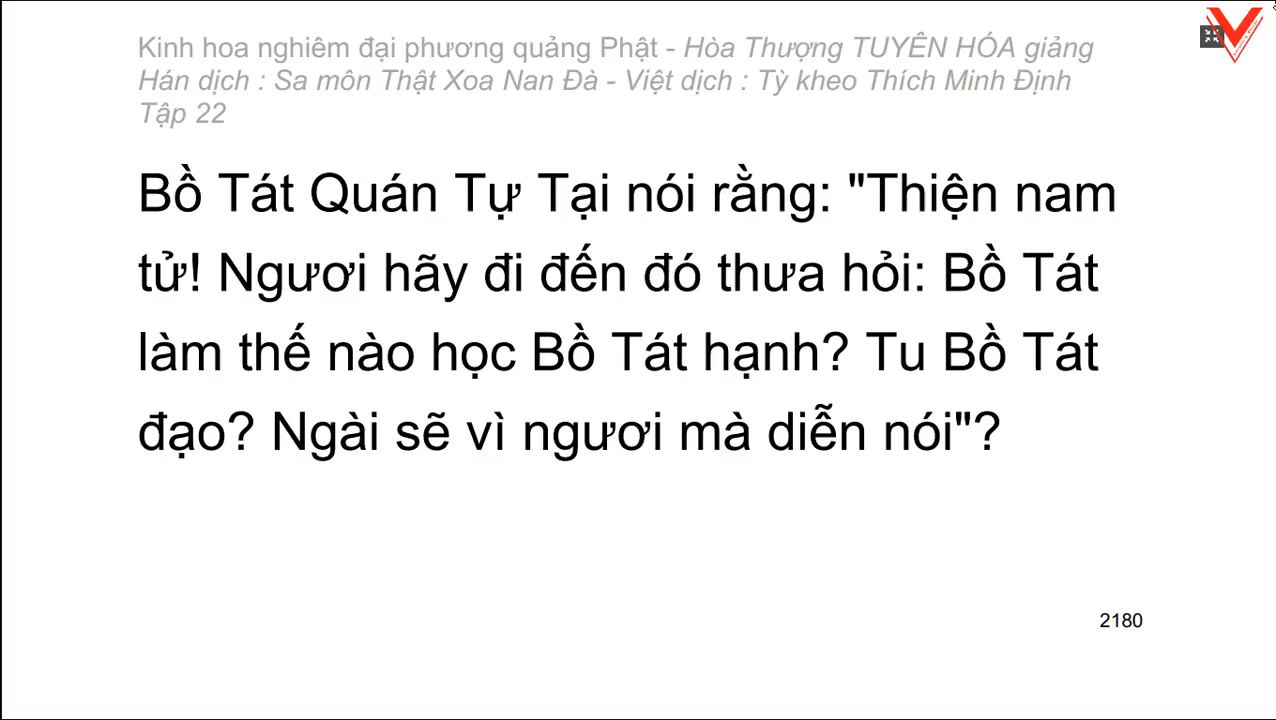 Kinh hoa nghiêm đại phương quảng Phật - Hòa Thượng TUYÊN HÓA giảng
Hán dịch : Sa môn Thật Xoa Nan Đà - Việt dịch : Tỳ kheo Thích Minh Định
Tập 22
Bồ Tát Quán Tự Tại nói rằng: "Thiện nam
tử! Ngươi hãy đi đến đó thưa hỏi: Bồ Tát
làm thế nào học Bồ Tát hạnh? Tu Bồ Tát
đạo? Ngài sẽ vì ngươi mà diễn nói"?
2180